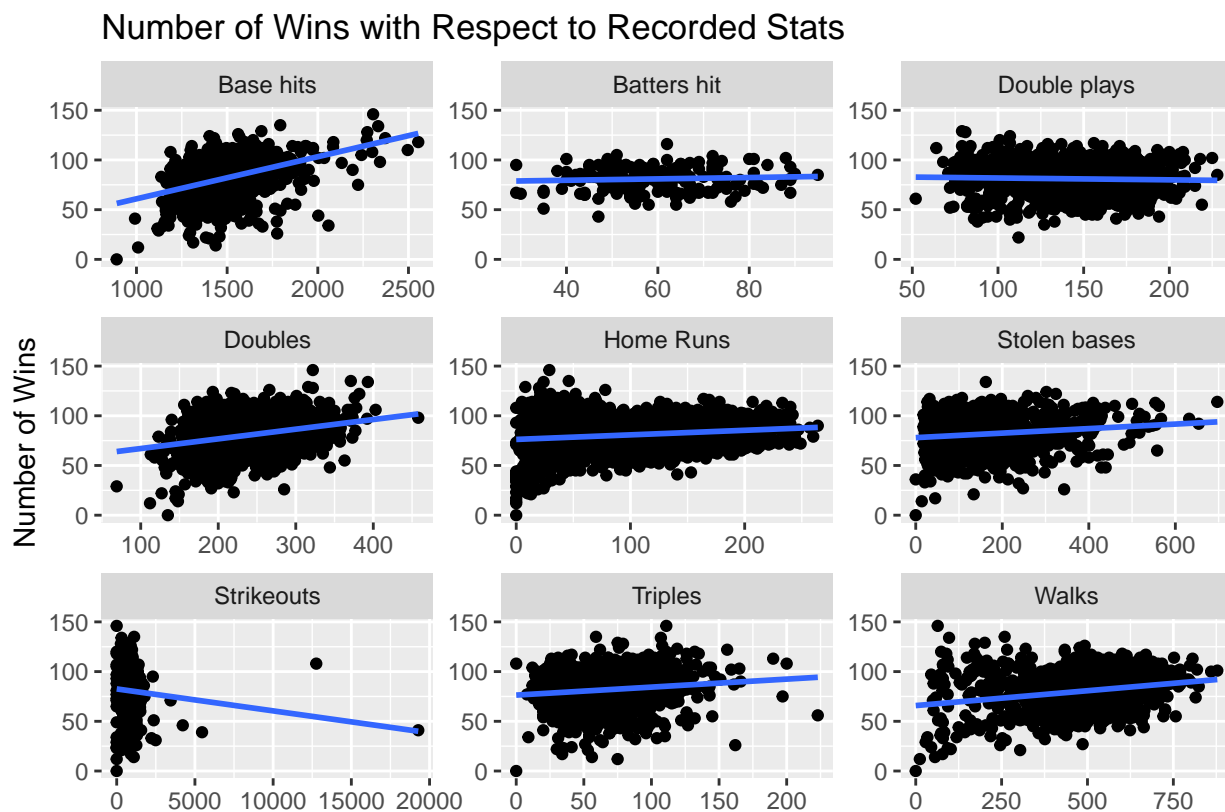 Number of Wins with Respect to Recorded Stats
Base hits
Batters hit
Double plays
150
100
50
0
1000 1500 2000 2500
150
100
50
0
40 60 80
150
100
50
0
50 100 150 200
Number of Wins
Doubles
Home Runs
Stolen bases
150
100
50
0
100 200 300 400
150
100
50
0
0 100 200
150
100
50
0
0 200 400 600
Strikeouts
Triples
Walks
150
100
50
0
0 5000 10000 15000 20000
150
100
50
0
0 50 100 150 200
150
100
50
0
0 250 500 750